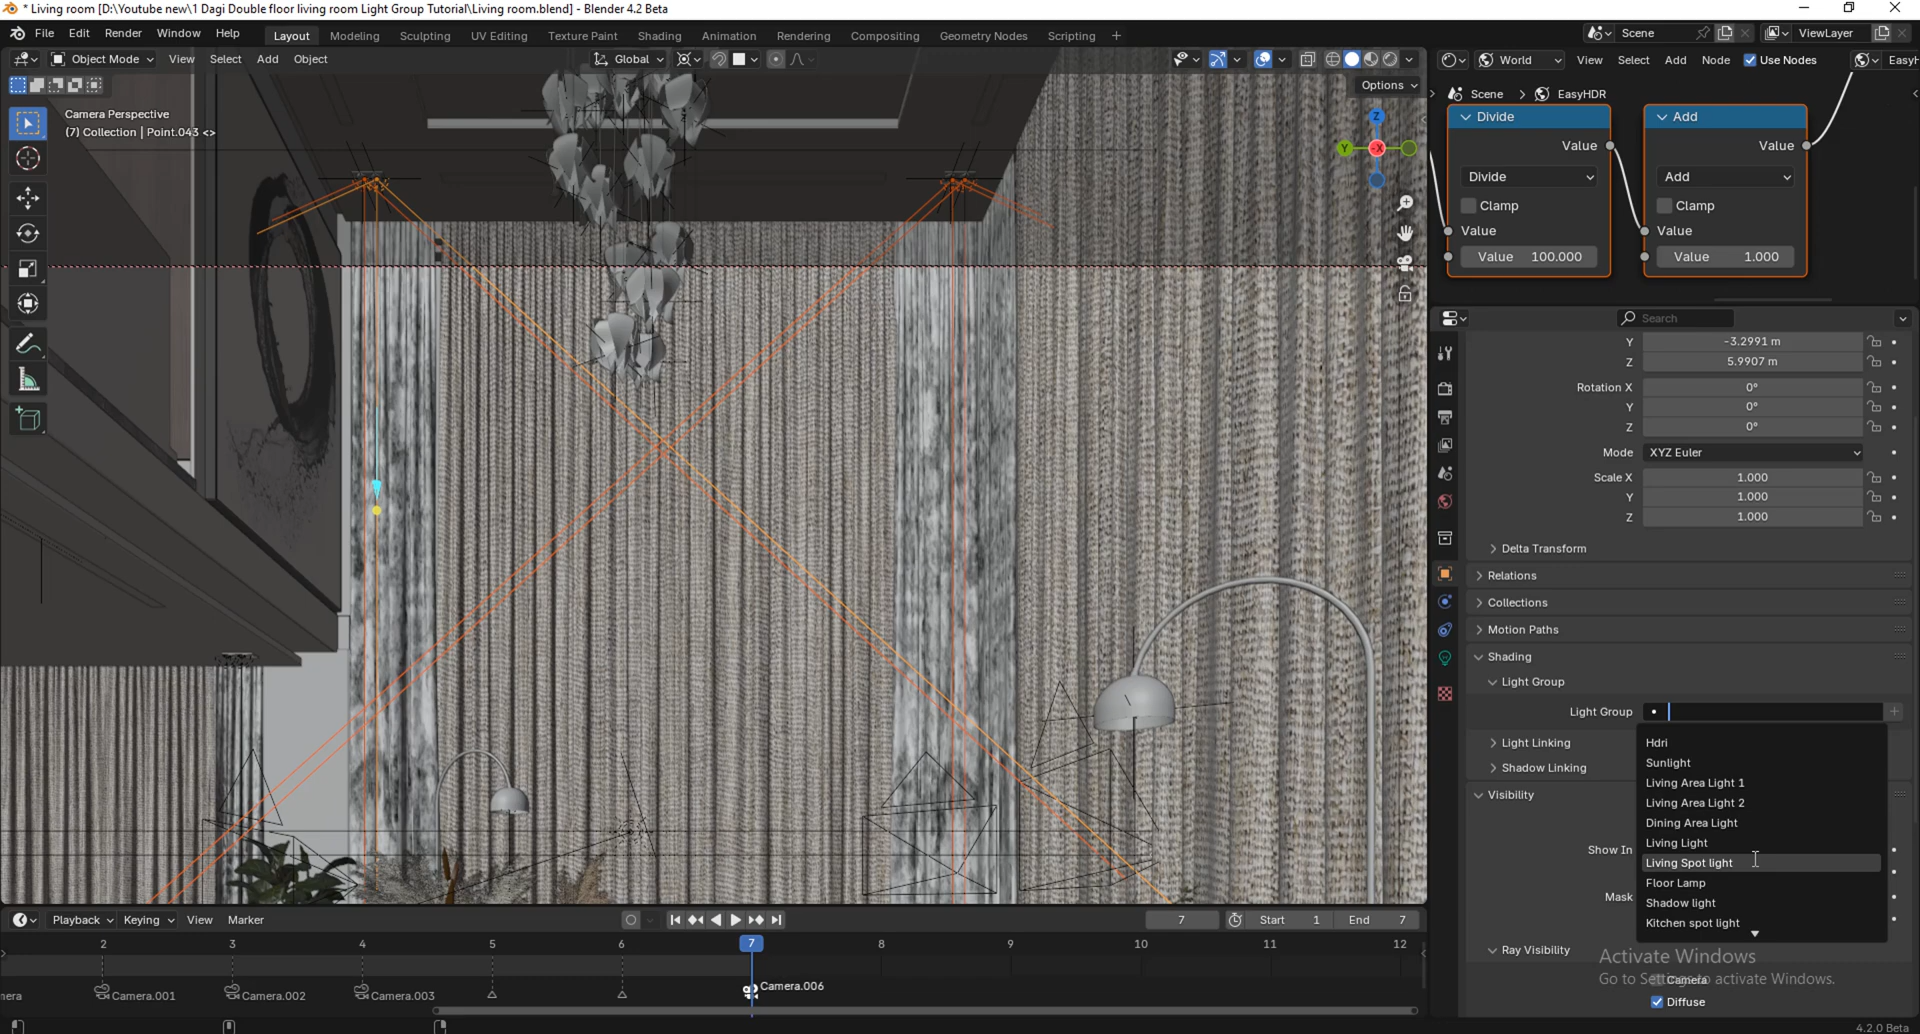 * Living room [D:\Youtube new\1 Dagi Double floor living room Light Group Tutorial\Living room.blend] - Blender 4.2 Beta
File Edit Render Window Help
Layout Modeling Sculpting UV Editing Texture Paint Shading Animation Rendering Compositing Geometry Nodes Scripting +
Scene ViewLayer
Object Mode View Select Add Object Global
World View Select Add Node Use Nodes EasyH
Options
Camera Perspective
(7) Collection | Point.043 <>
Z
Y
-X
Scene > EasyHDR
Divide
Value
Divide
Clamp
Value
Value 100.000
Add
Value
Add
Clamp
Value
Value 1.000
Search
Y -3.2991 m
Z 5.9907 m
Rotation X 0°
Y 0°
Z 0°
Mode XYZ Euler
Scale X 1.000
Y 1.000
Z 1.000
Delta Transform
Relations
Collections
Motion Paths
Shading
Light Group
Light Group
Light Linking
Shadow Linking
Visibility
Show In
Mask
Ray Visibility
Camera
Diffuse
Hdri
Sunlight
Living Area Light 1
Living Area Light 2
Dining Area Light
Living Light
Living Spot light
Floor Lamp
Shadow light
Kitchen spot light
Activate Windows
Go to Settings to activate Windows.
Playback Keying View Marker
7 Start 1 End 7
2 3 4 5 6 7 8 9 10 11 12
mera Camera.001 Camera.002 Camera.003 Camera.006
4.2.0 Beta